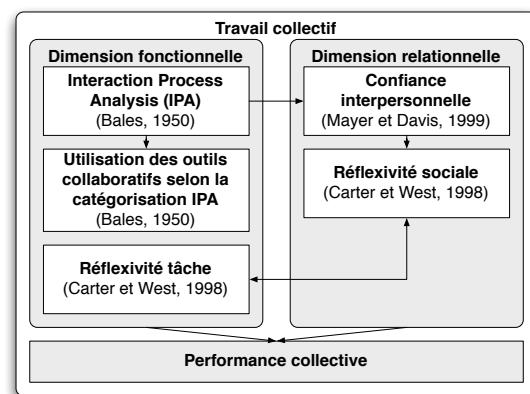 Travail collectif
Dimension fonctionnelle
Interaction Process
Analysis (IPA)
(Bales, 1950)
Utilisation des outils
collaboratifs selon la
catégorisation IPA
(Bales, 1950)
Réflexivité tâche
(Carter et West, 1998)
Dimension relationnelle
Confiance
interpersonnelle
(Mayer et Davis, 1999)
Réflexivité sociale
(Carter et West, 1998)
Performance collective